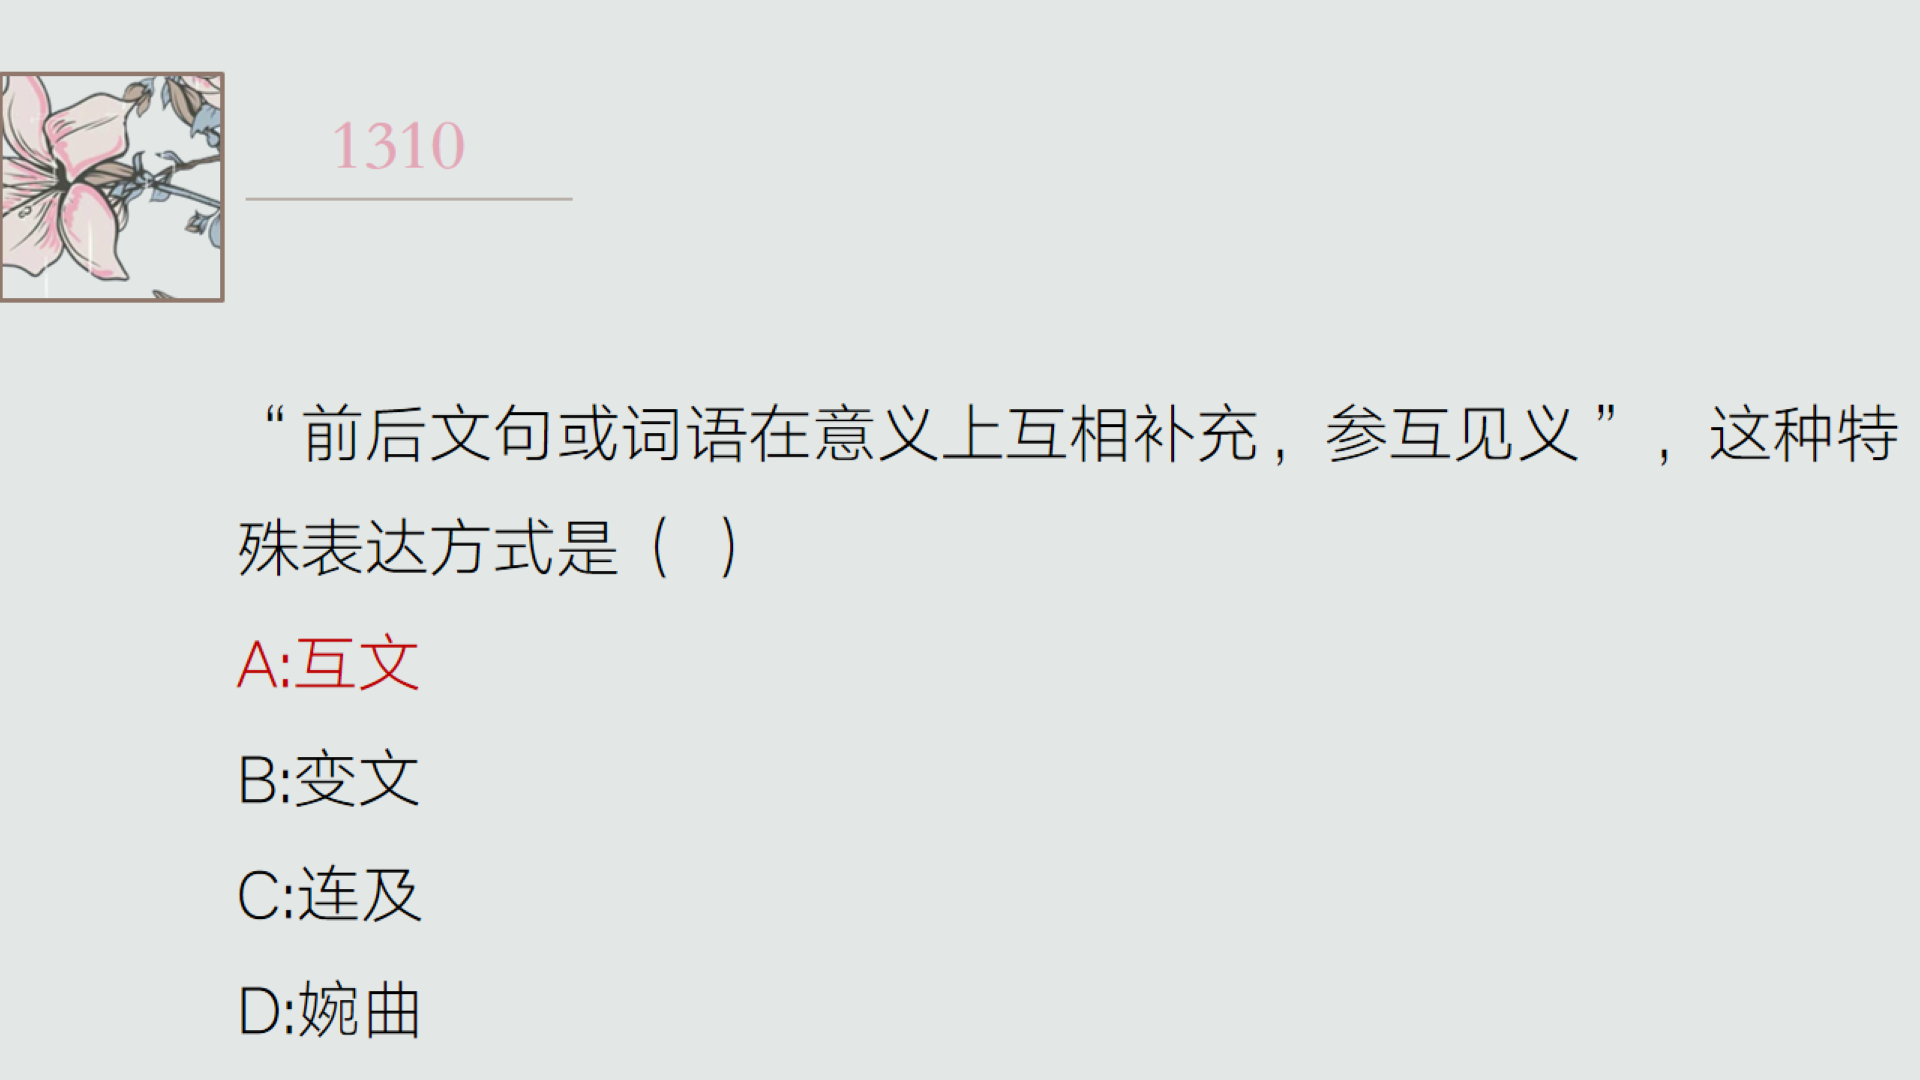 1310
“前后文句或词语在意义上互相补充，参互见义”，这种特
殊表达方式是（ ）
A:互文
B:变文
C:连及
D:婉曲